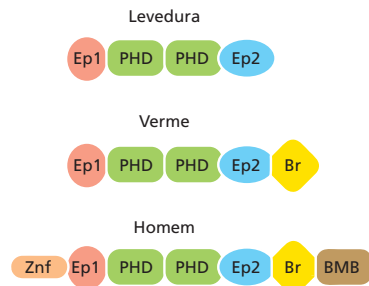 Levedura
Ep1 PHD PHD Ep2
Verme
Ep1 PHD PHD Ep2 Br
Homem
Znf Ep1 PHD PHD Ep2 Br BMB